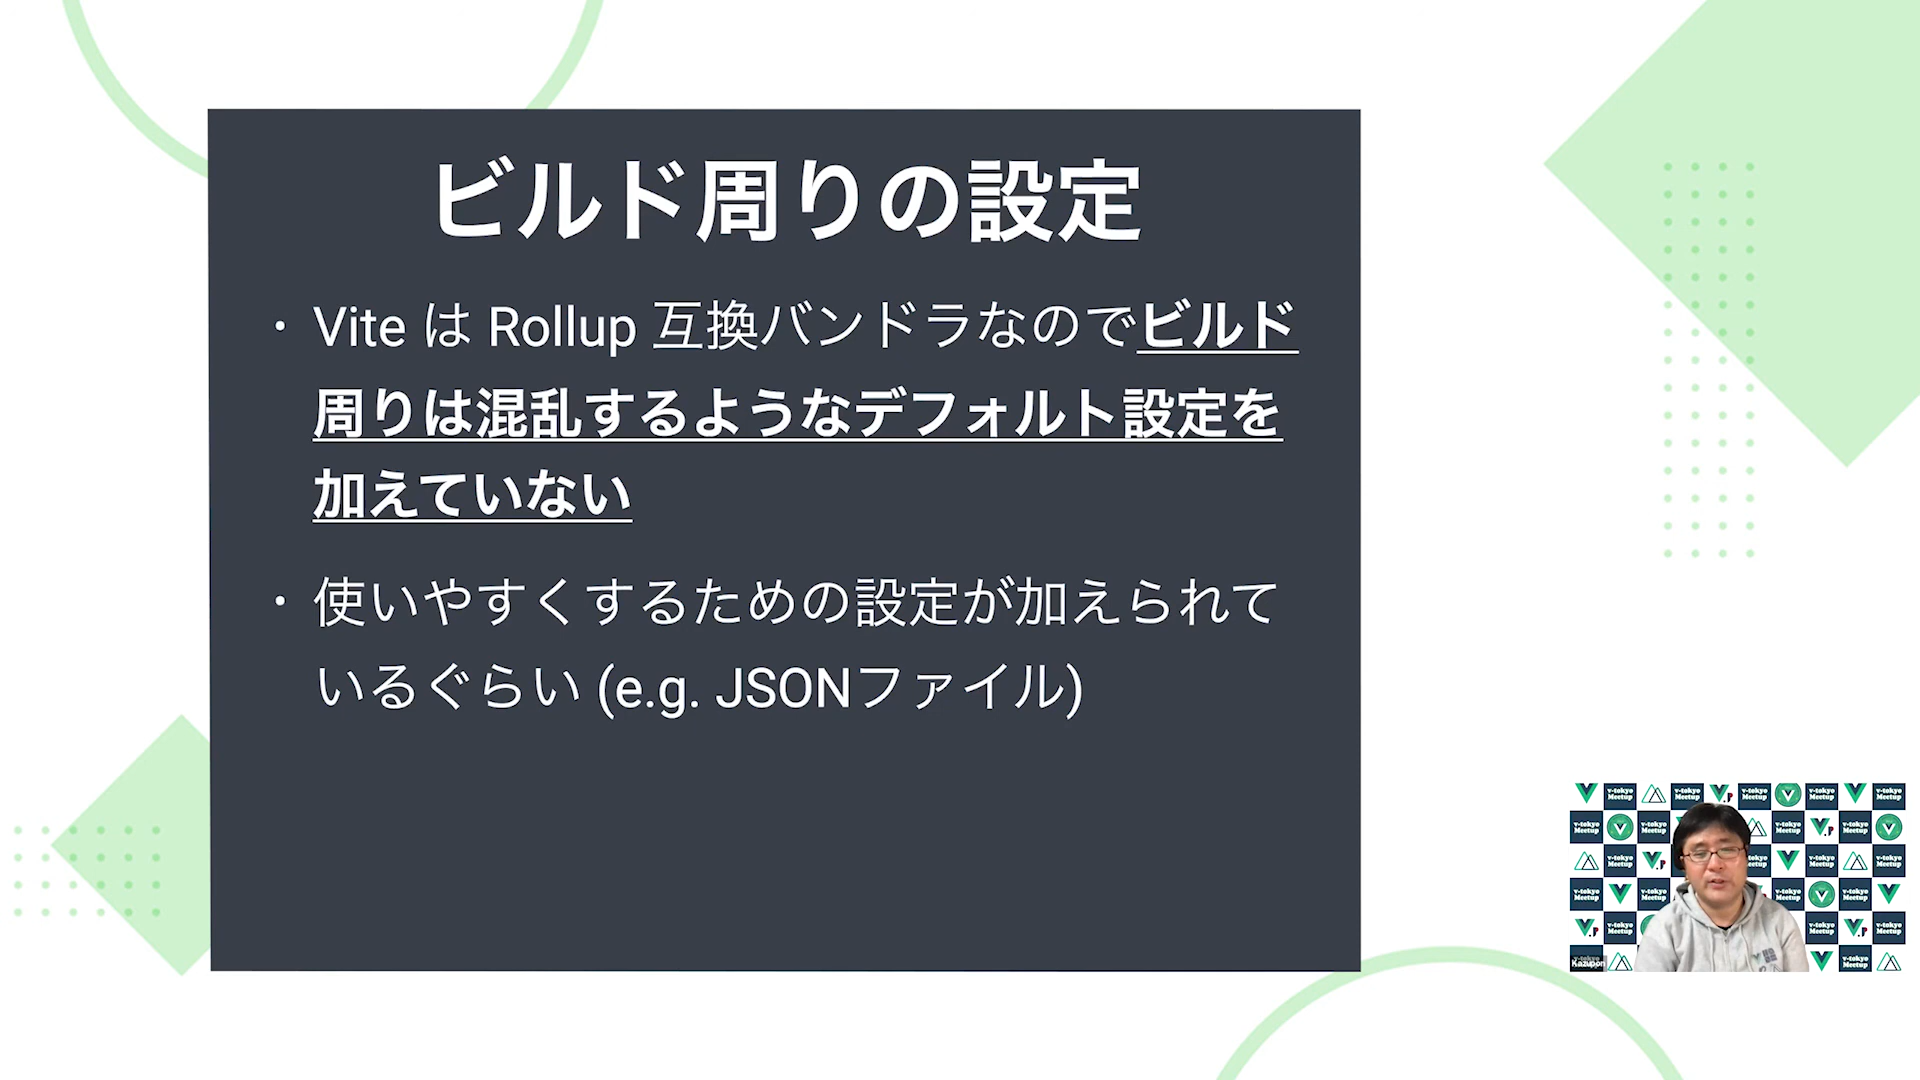 ビルド周りの設定
・Vite は Rollup 互換バンドラなのでビルド
周りは混乱するようなデフォルト設定を
加えていない
・使いやすくするための設定が加えられて
いるぐらい (e.g. JSONファイル)
v-tokyo
Meetup
Kazupon